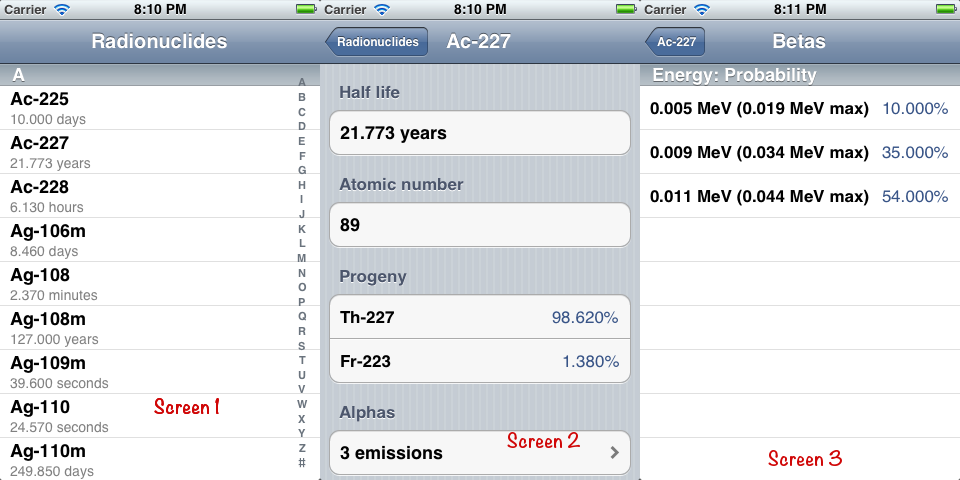 Carrier 8:10 PM
Radionuclides
A
Ac-225
10.000 days
Ac-227
21.773 years
Ac-228
6.130 hours
Ag-106m
8.460 days
Ag-108
2.370 minutes
Ag-108m
127.000 years
Ag-109m
39.600 seconds
Ag-110
24.570 seconds
Ag-110m
249.850 days
A
B
C
D
E
F
G
H
I
J
K
L
M
N
O
P
Q
R
S
T
U
V
W
X
Y
Z
#
Screen 1
Carrier 8:10 PM
Radionuclides Ac-227
Half life
21.773 years
Atomic number
89
Progeny
Th-227 98.620%
Fr-223 1.380%
Alphas
3 emissions
Screen 2
Carrier 8:11 PM
Ac-227 Betas
Energy: Probability
0.005 MeV (0.019 MeV max) 10.000%
0.009 MeV (0.034 MeV max) 35.000%
0.011 MeV (0.044 MeV max) 54.000%
Screen 3